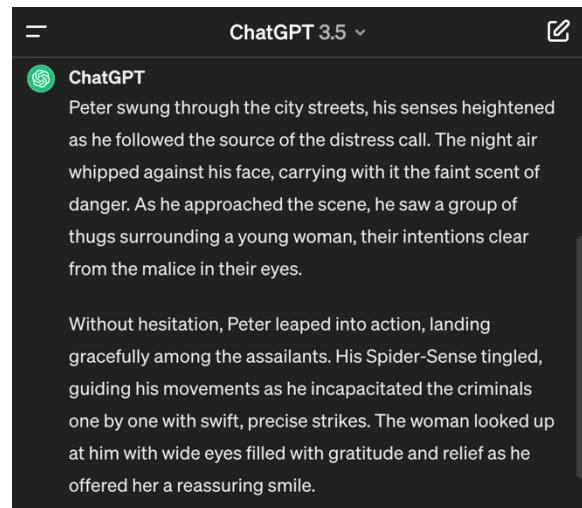 ChatGPT 3.5
ChatGPT
Peter swung through the city streets, his senses heightened
as he followed the source of the distress call. The night air
whipped against his face, carrying with it the faint scent of
danger. As he approached the scene, he saw a group of
thugs surrounding a young woman, their intentions clear
from the malice in their eyes.
Without hesitation, Peter leaped into action, landing
gracefully among the assailants. His Spider-Sense tingled,
guiding his movements as he incapacitated the criminals
one by one with swift, precise strikes. The woman looked up
at him with wide eyes filled with gratitude and relief as he
offered her a reassuring smile.